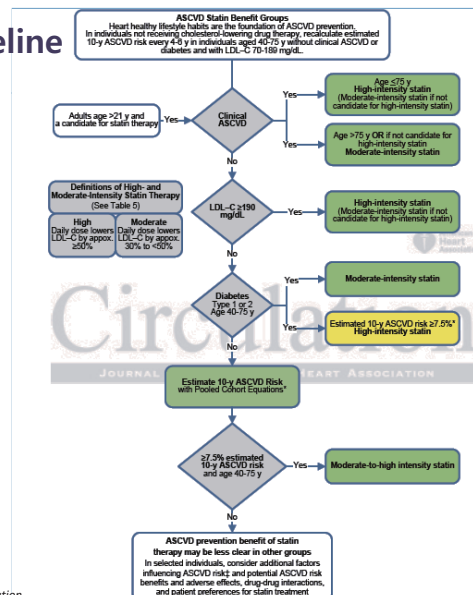 eline
ASCVD Statin Benefit Groups
Heart healthy lifestyle habits are the foundation of ASCVD prevention.
In individuals not receiving cholesterol-lowering drug therapy, recalculate estimated
10-y ASCVD risk every 4-6 y in individuals aged 40-75 y without clinical ASCVD or
diabetes and with LDL–C 70-189 mg/dL.
Adults age >21 y and
a candidate for statin therapy
Yes
Clinical
ASCVD
Yes
Age ≤75 y
High-intensity statin
(Moderate-intensity statin if not
candidate for high-intensity statin)
Yes
Age >75 y OR if not candidate for
high-intensity statin
Moderate-intensity statin
No
Definitions of High- and
Moderate-Intensity Statin Therapy
(See Table 5)
High
Daily dose lowers
LDL–C by appox.
≥50%
Moderate
Daily dose lowers
LDL–C by appox.
30% to <50%
LDL–C ≥190
mg/dL
Yes
High-intensity statin
(Moderate-intensity statin if not
candidate for high-intensity statin)
Heart
No
Diabetes
Type 1 or 2
Age 40-75 y
Yes
Moderate-intensity statin
Yes
Estimated 10-y ASCVD risk ≥7.5%*
High-intensity statin
Circulation
JOURNAL HEART ASSOCIATION
No
Estimate 10-y ASCVD Risk
with Pooled Cohort Equations*
≥7.5% estimated
10-y ASCVD risk
and age 40-75 y
Yes
Moderate-to-high intensity statin
No
ASCVD prevention benefit of statin
therapy may be less clear in other groups
In selected individuals, consider additional factors
influencing ASCVD risk‡ and potential ASCVD risk
benefits and adverse effects, drug-drug interactions,
and patient preferences for statin treatment